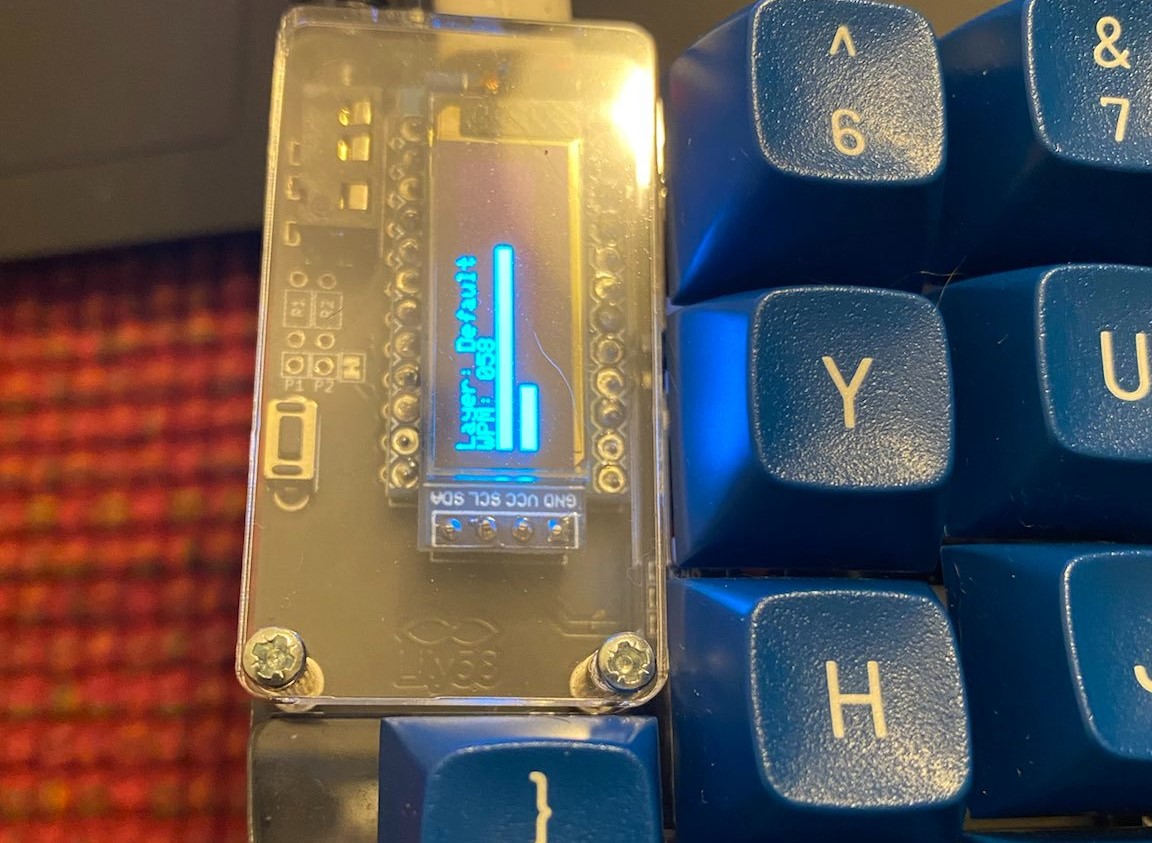 ^
6
&
7
Layer: Default
WPM: 058
Y
U
R1 R2
P1 P2
SDA SCL VCC GND
H
J
Lily58
}